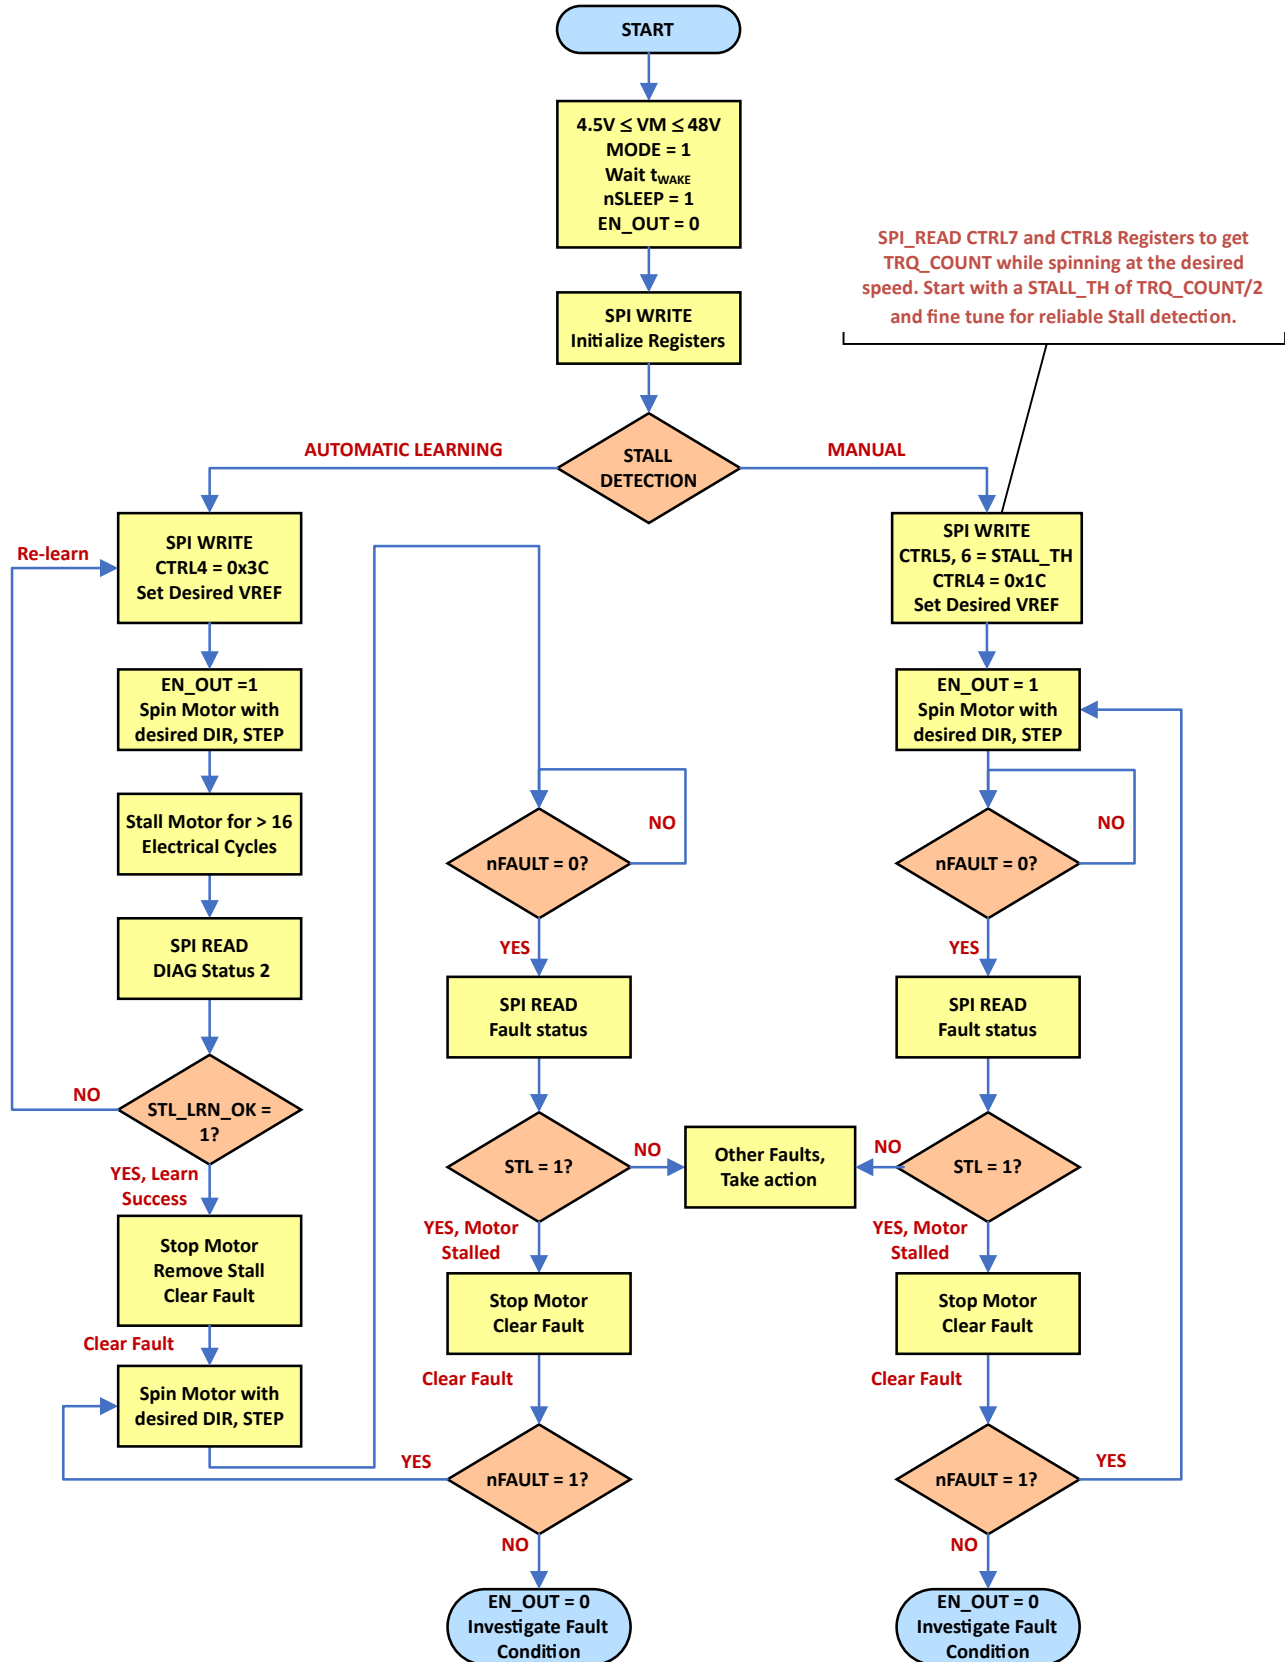 START
4.5V ≤ VM ≤ 48V
MODE = 1
Wait tWAKE
nSLEEP = 1
EN_OUT = 0
SPI WRITE
Initialize Registers
SPI_READ CTRL7 and CTRL8 Registers to get
TRQ_COUNT while spinning at the desired
speed. Start with a STALL_TH of TRQ_COUNT/2
and fine tune for reliable Stall detection.
STALL
DETECTION
AUTOMATIC LEARNING
MANUAL
Re-learn
SPI WRITE
CTRL4 = 0x3C
Set Desired VREF
EN_OUT =1
Spin Motor with
desired DIR, STEP
Stall Motor for > 16
Electrical Cycles
SPI READ
DIAG Status 2
NO
STL_LRN_OK =
1?
YES, Learn
Success
Stop Motor
Remove Stall
Clear Fault
Clear Fault
Spin Motor with
desired DIR, STEP
nFAULT = 0?
NO
YES
SPI READ
Fault status
STL = 1?
NO
Other Faults,
Take action
YES, Motor
Stalled
Stop Motor
Clear Fault
Clear Fault
YES
nFAULT = 1?
NO
EN_OUT = 0
Investigate Fault
Condition
SPI WRITE
CTRL5, 6 = STALL_TH
CTRL4 = 0x1C
Set Desired VREF
EN_OUT = 1
Spin Motor with
desired DIR, STEP
nFAULT = 0?
NO
YES
SPI READ
Fault status
NO
STL = 1?
YES, Motor
Stalled
Stop Motor
Clear Fault
Clear Fault
nFAULT = 1?
YES
NO
EN_OUT = 0
Investigate Fault
Condition